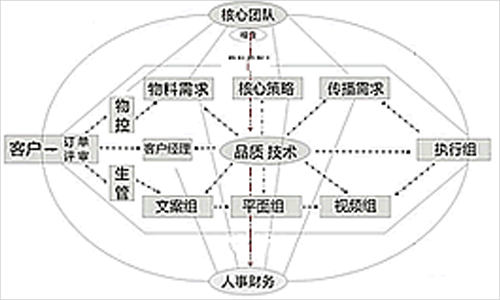 核心团队
物料需求
核心策略
传播需求
物
控
客户一
订单
评审
客户经理
品质 技术
执行组
生
管
文案组
平面组
视频组
人事财务